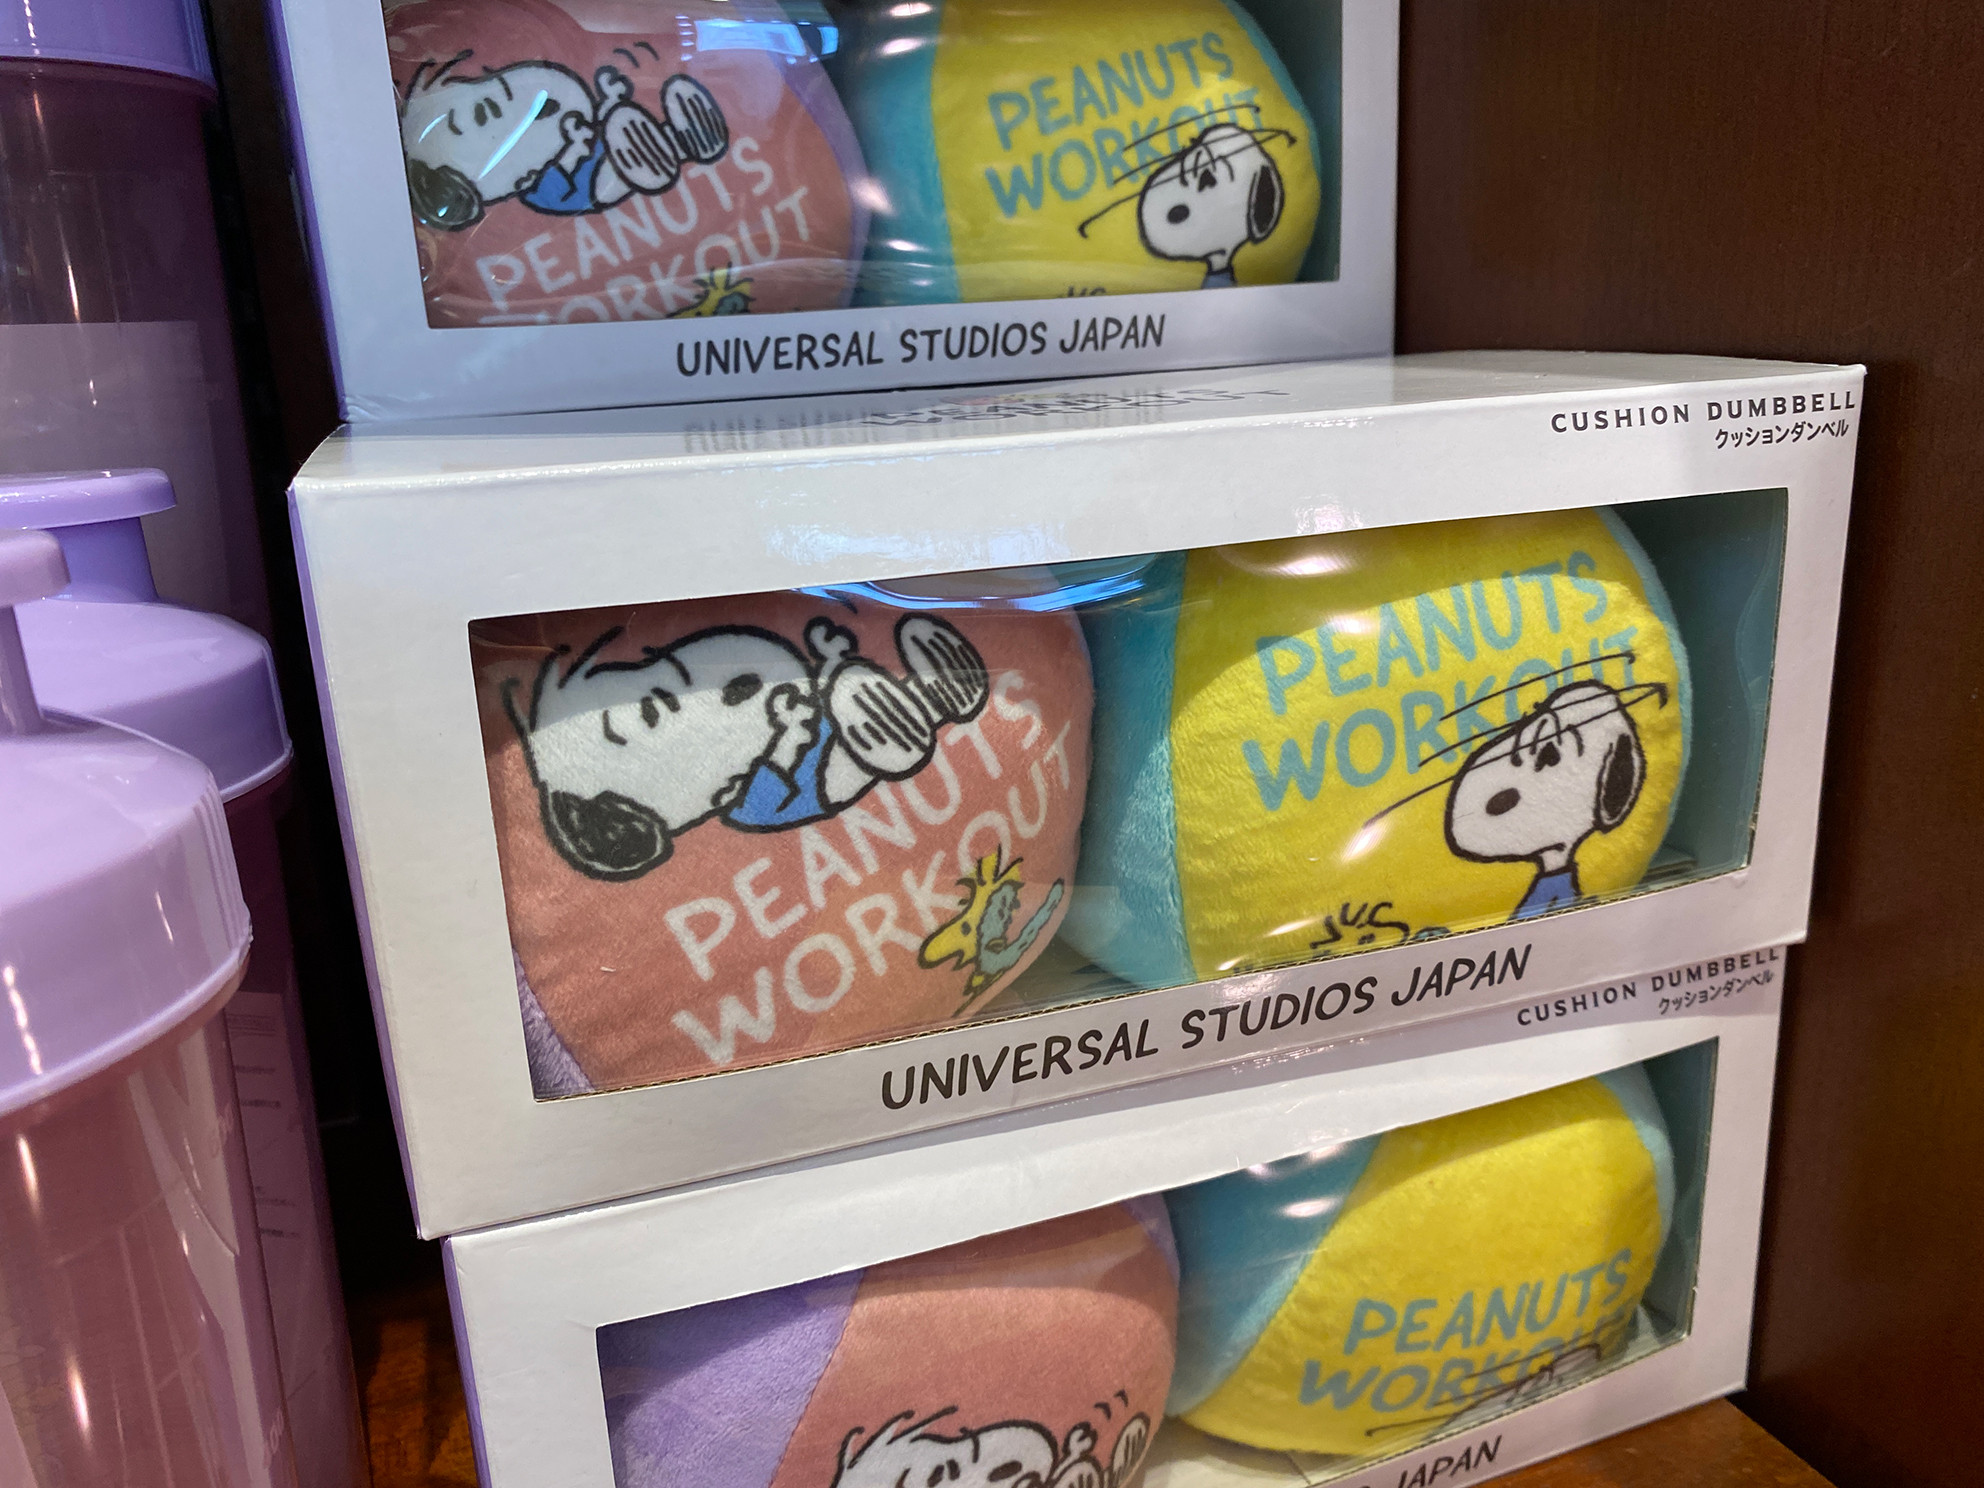 PEANUTS
WORKOUT
PEANUTS
WORKOUT
UNIVERSAL STUDIOS JAPAN
CUSHION DUMBBELL
クッションダンベル
PEANUTS
WORKOUT
PEANUTS
WORKOUT
UNIVERSAL STUDIOS JAPAN
CUSHION DUMBBELL
クッションダンベル
PEANUTS
WORKOUT
JAPAN